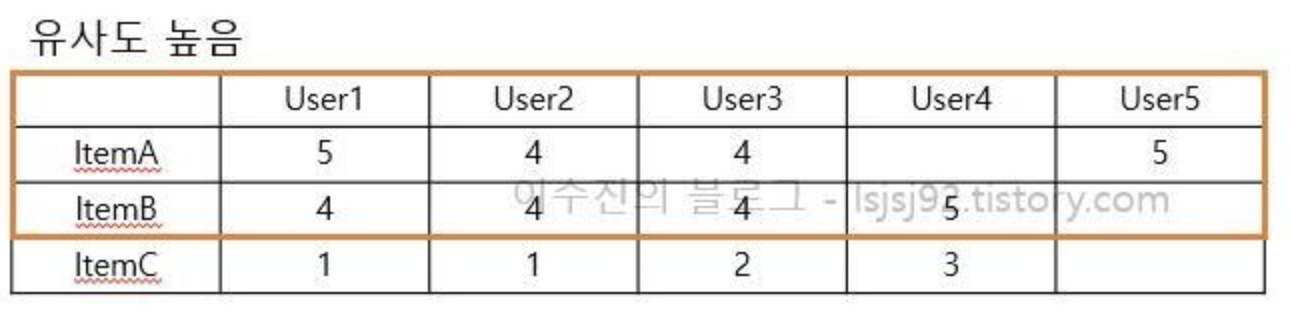 유사도 높음
User1 User2 User3 User4 User5
ItemA 5 4 4 5
ItemB 4 4 4 5
이수진의 블로그 - lsjsj92.tistory.com
ItemC 1 1 2 3